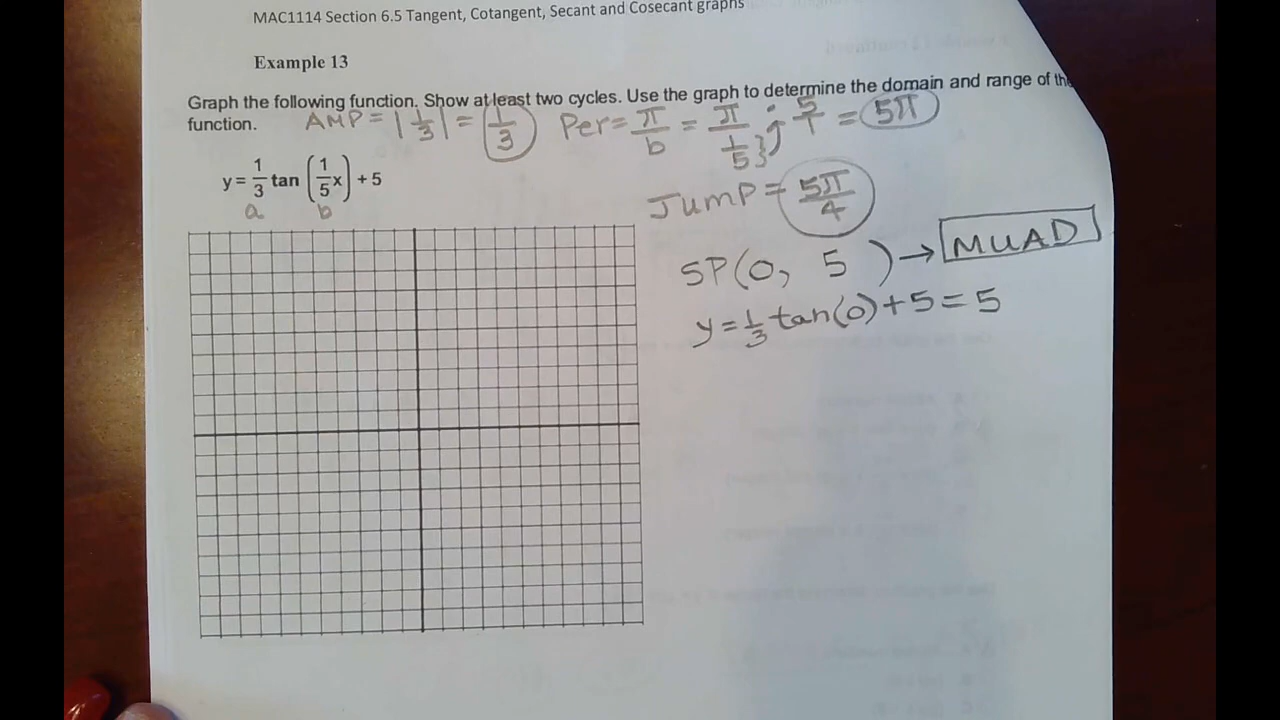 MAC1114 Section 6.5 Tangent, Cotangent, Secant and Cosecant graphs
Example 13
Graph the following function. Show at least two cycles. Use the graph to determine the domain and range of the
function.
AMP = |1/3| = 1/3 Per = π/b = π/(1/5) ; 5/1 = 5π
y = 1/3 tan (1/5 x) + 5
a b
Jump = 5π/4
SP(0, 5) → MUAD
y = 1/3 tan(0) + 5 = 5